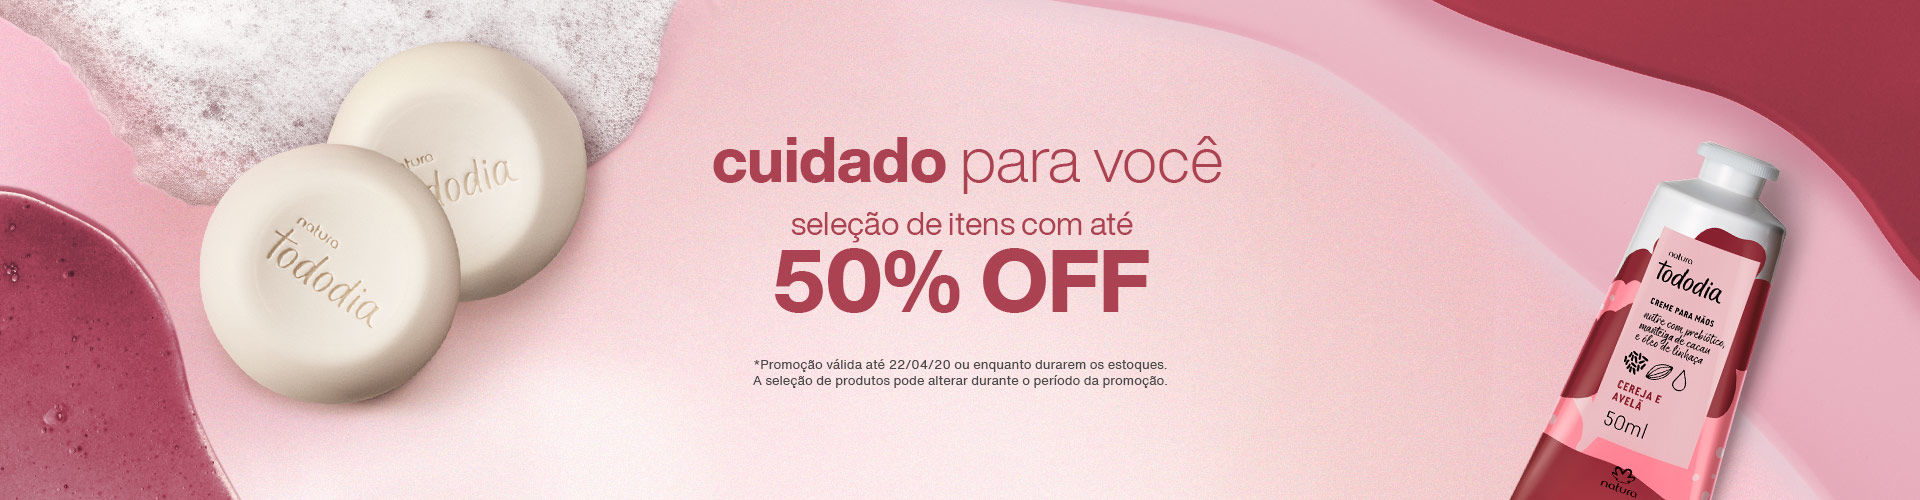 natura
tododia
tura
dodia
cuidado para você
seleção de itens com até
50% OFF
*Promoção válida até 22/04/20 ou enquanto durarem os estoques.
A seleção de produtos pode alterar durante o período da promoção.
natura
tododia
CREME PARA MÃOS
nutre com prebiótico,
manteiga de cacau
e óleo de linhaça
CEREJA E
AVELÃ
50ml
natura